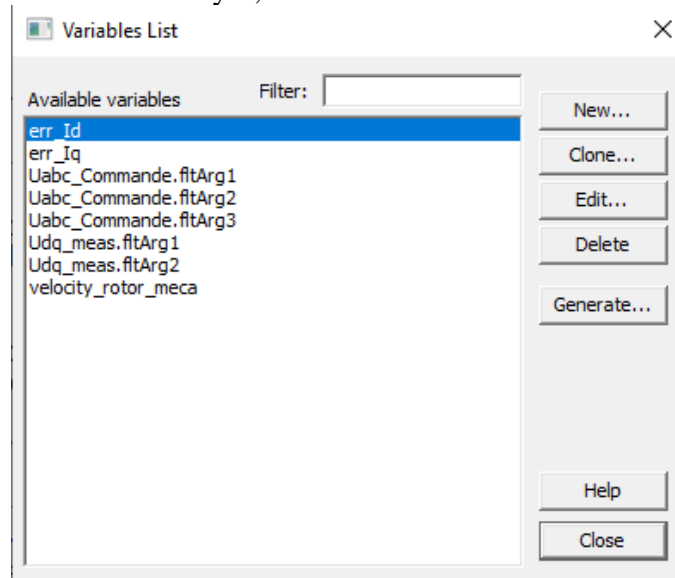 Variables List
Available variables
Filter:
err_Id
err_Iq
Uabc_Commande.fltArg1
Uabc_Commande.fltArg2
Uabc_Commande.fltArg3
Udq_meas.fltArg1
Udq_meas.fltArg2
velocity_rotor_meca
New...
Clone...
Edit...
Delete
Generate...
Help
Close